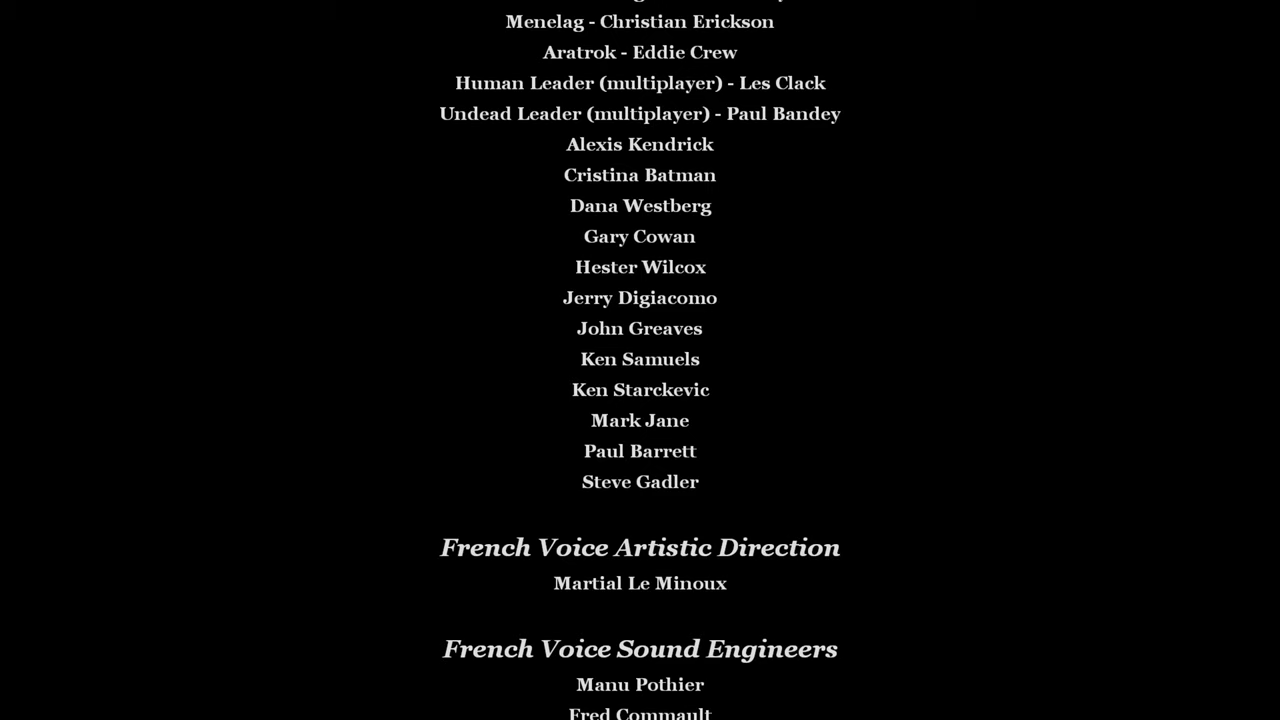 Menelag - Christian Erickson
Aratrok - Eddie Crew
Human Leader (multiplayer) - Les Clack
Undead Leader (multiplayer) - Paul Bandey
Alexis Kendrick
Cristina Batman
Dana Westberg
Gary Cowan
Hester Wilcox
Jerry Digiacomo
John Greaves
Ken Samuels
Ken Starckevic
Mark Jane
Paul Barrett
Steve Gadler
French Voice Artistic Direction
Martial Le Minoux
French Voice Sound Engineers
Manu Pothier
Fred Commault